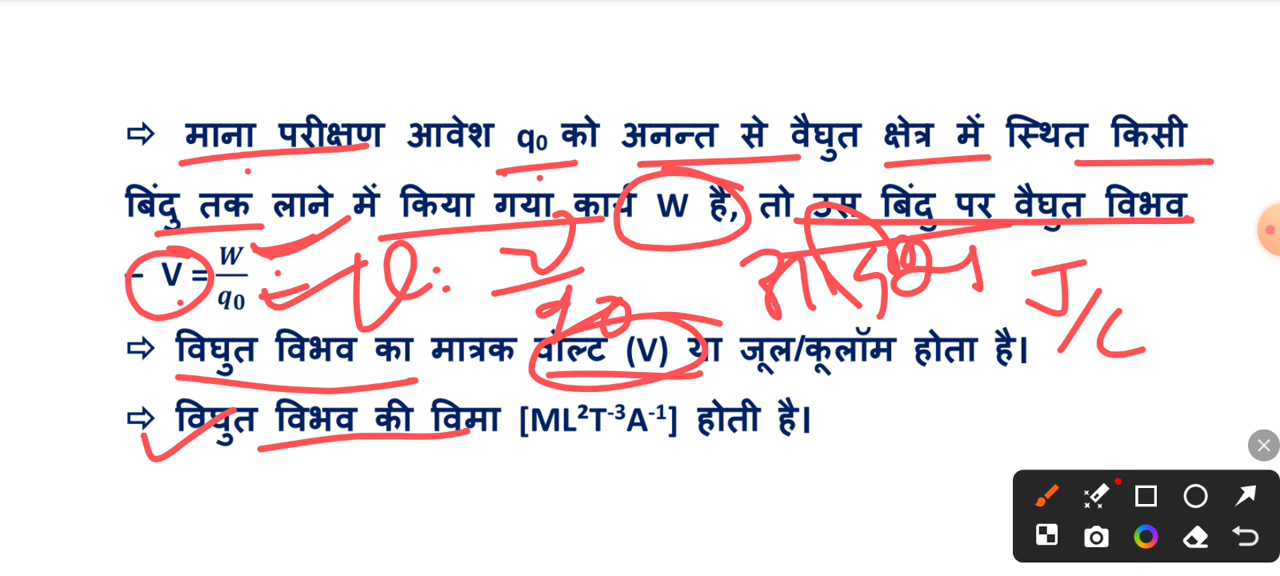 ⇨ माना परीक्षण आवेश q₀ को अनन्त से वैघुत क्षेत्र में स्थित किसी
बिंदु तक लाने में किया गया कार्य W है, तो उस बिंदु पर वैघुत विभव
– V = W/q₀
J/C
⇨ विघुत विभव का मात्रक वोल्ट (V) या जूल/कूलॉम होता है।
⇨ विघुत विभव की विमा [ML²T⁻³A⁻¹] होती है।